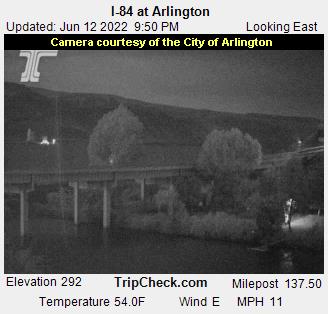 I-84 at Arlington
Updated: Jun 12 2022 9:50 PM Looking East
Camera courtesy of the City of Arlington
Elevation 292 TripCheck.com Milepost 137.50
Temperature 54.0F Wind E MPH 11